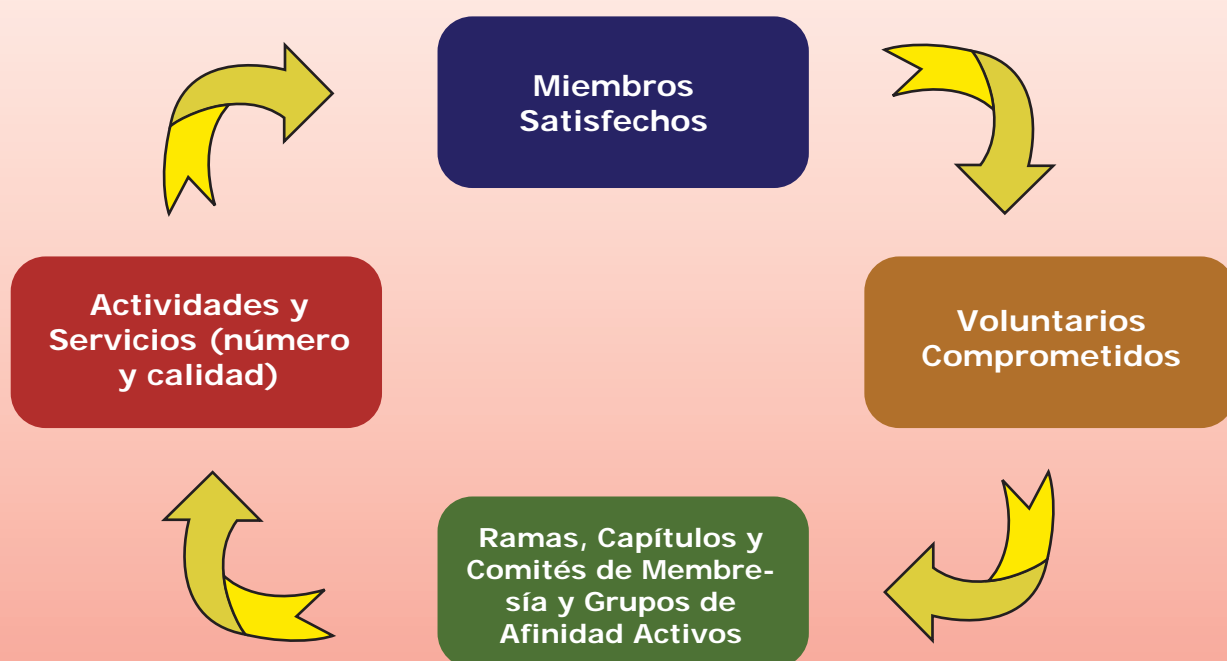 Miembros
Satisfechos
Actividades y
Servicios (número
y calidad)
Voluntarios
Comprometidos
Ramas, Capítulos y
Comités de Membre-
sía y Grupos de
Afinidad Activos